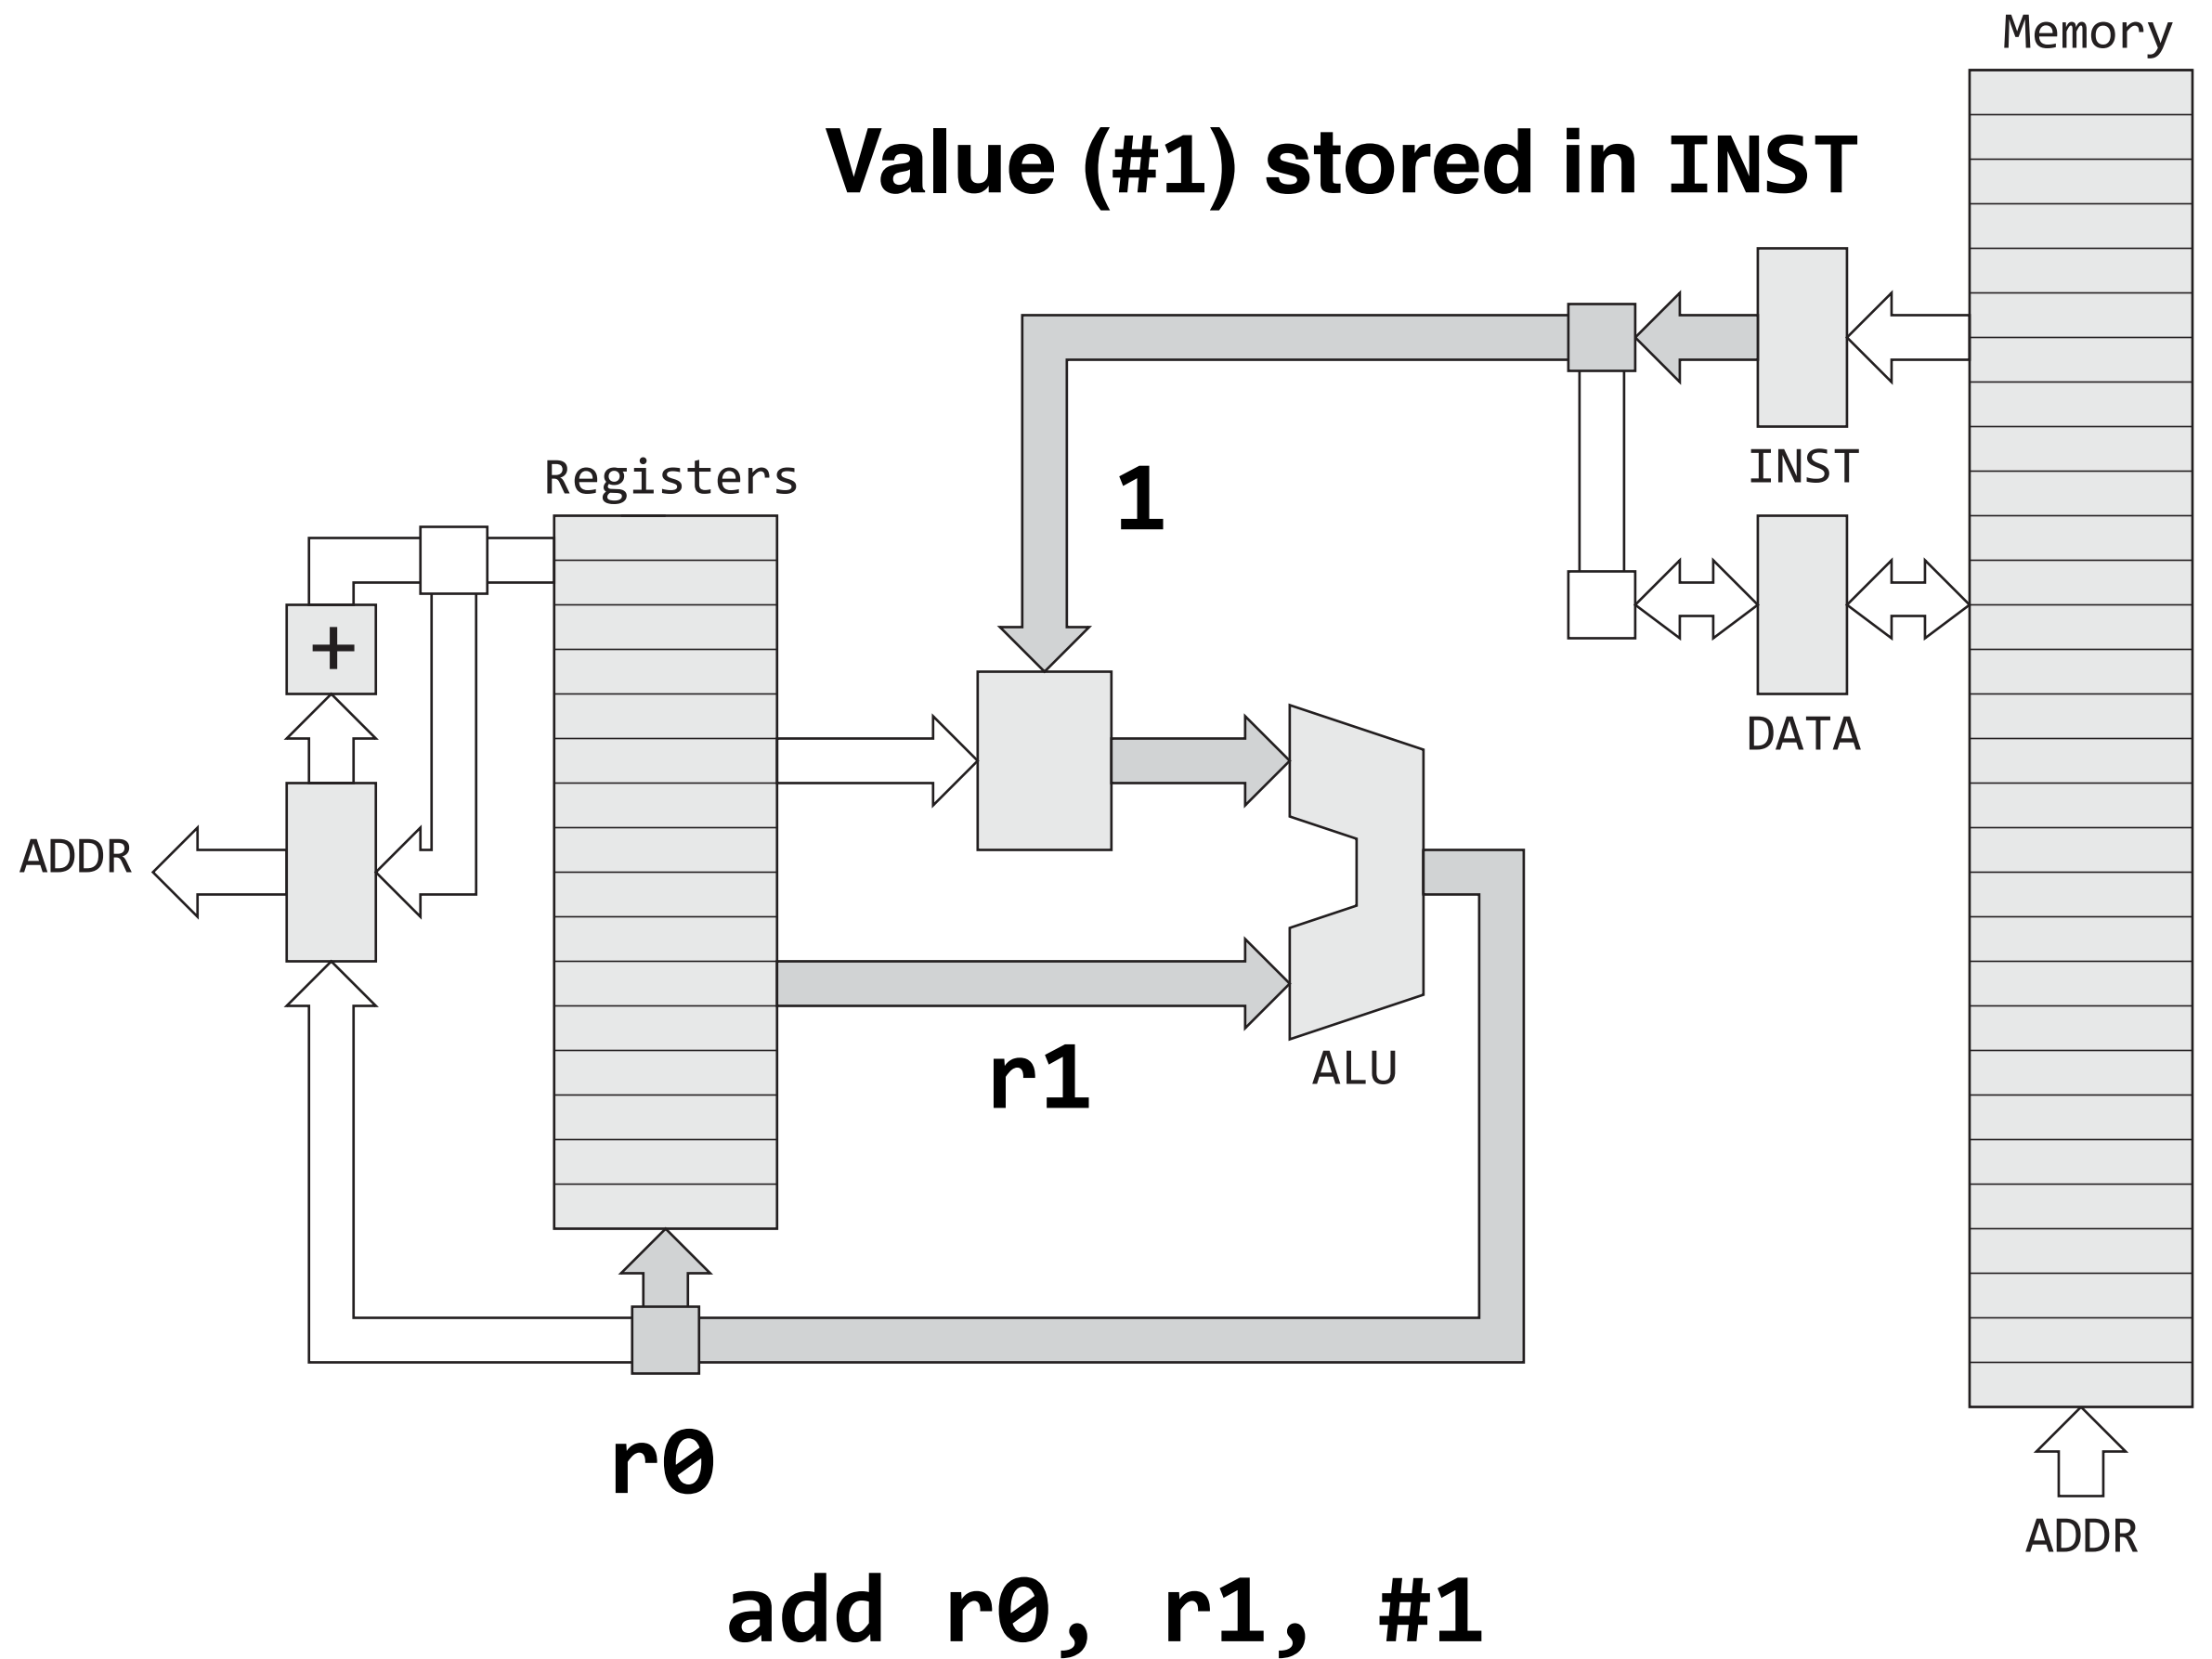 Memory
Value (#1) stored in INST
INST
Registers
1
+
DATA
ADDR
r1
ALU
r0
ADDR
add r0, r1, #1